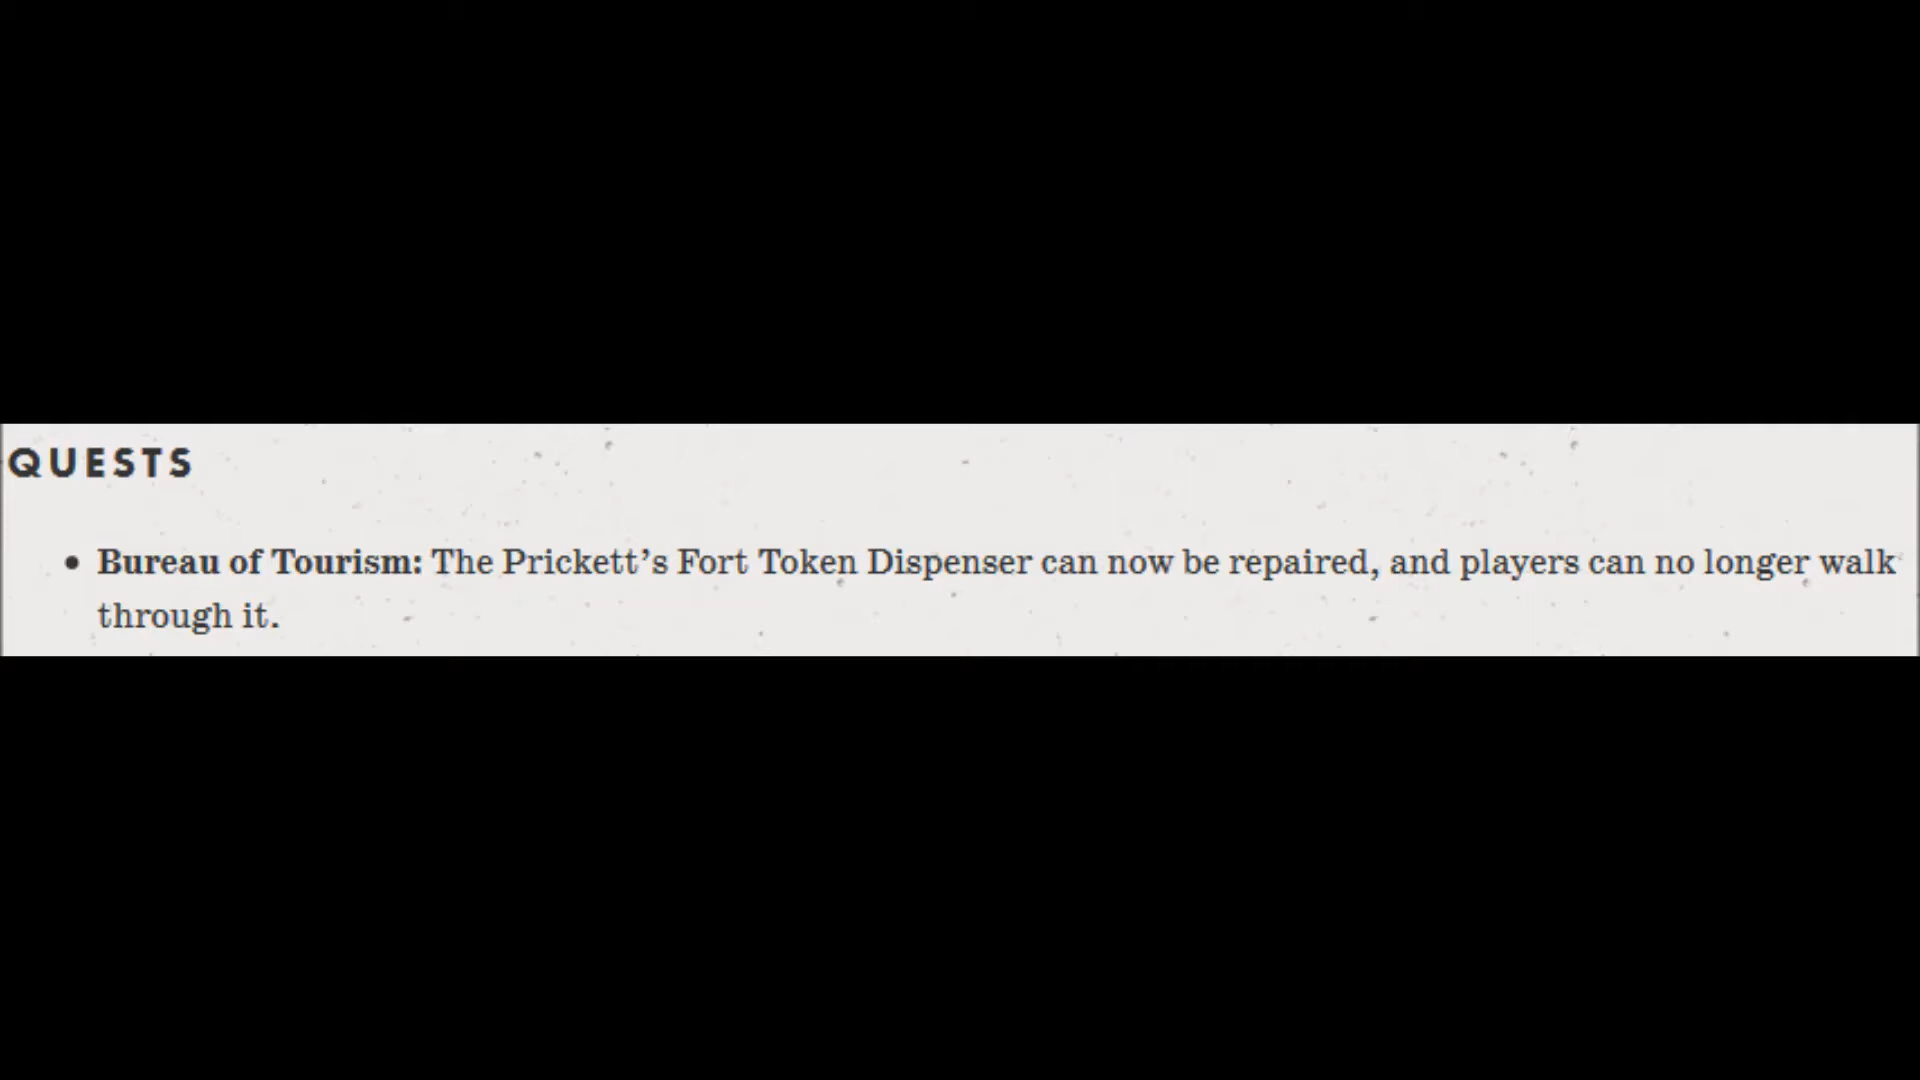 QUESTS
• Bureau of Tourism: The Prickett’s Fort Token Dispenser can now be repaired, and players can no longer walk
through it.